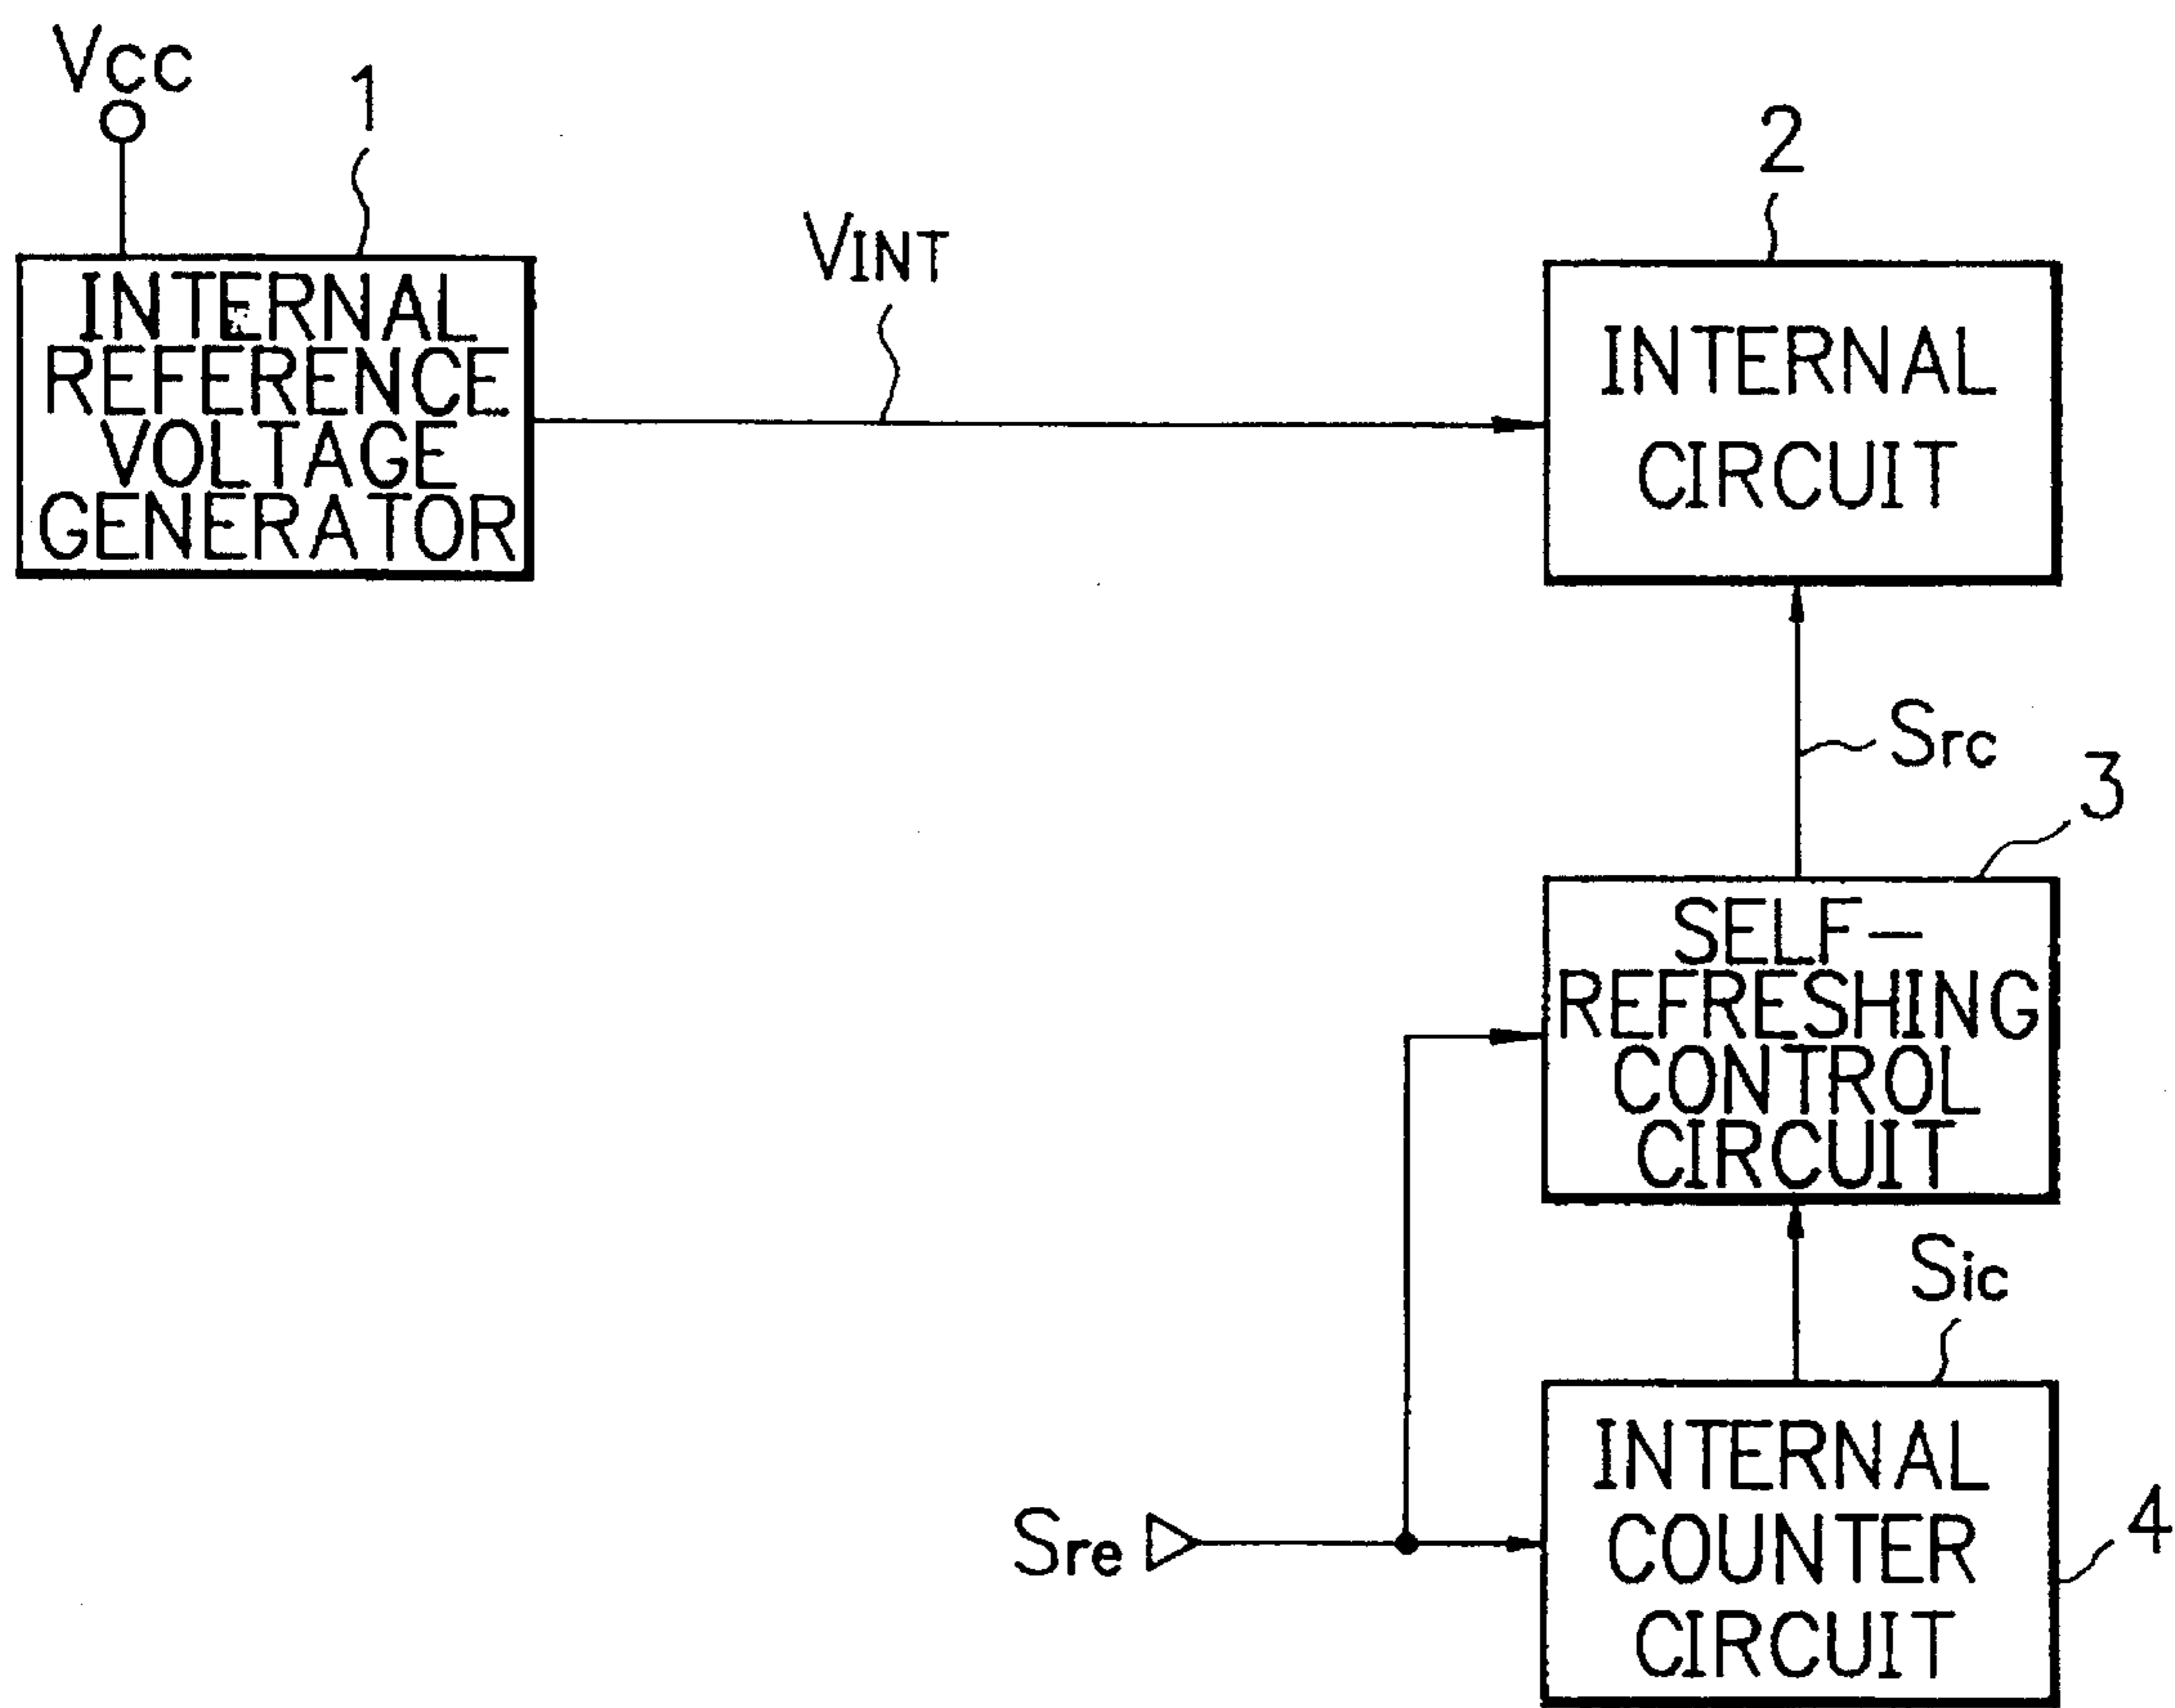 Vcc
1
INTERNAL
REFERENCE
VOLTAGE
GENERATOR
VINT
2
INTERNAL
CIRCUIT
Src
3
SELF-
REFRESHING
CONTROL
CIRCUIT
Sic
Sre
INTERNAL
COUNTER
CIRCUIT
4